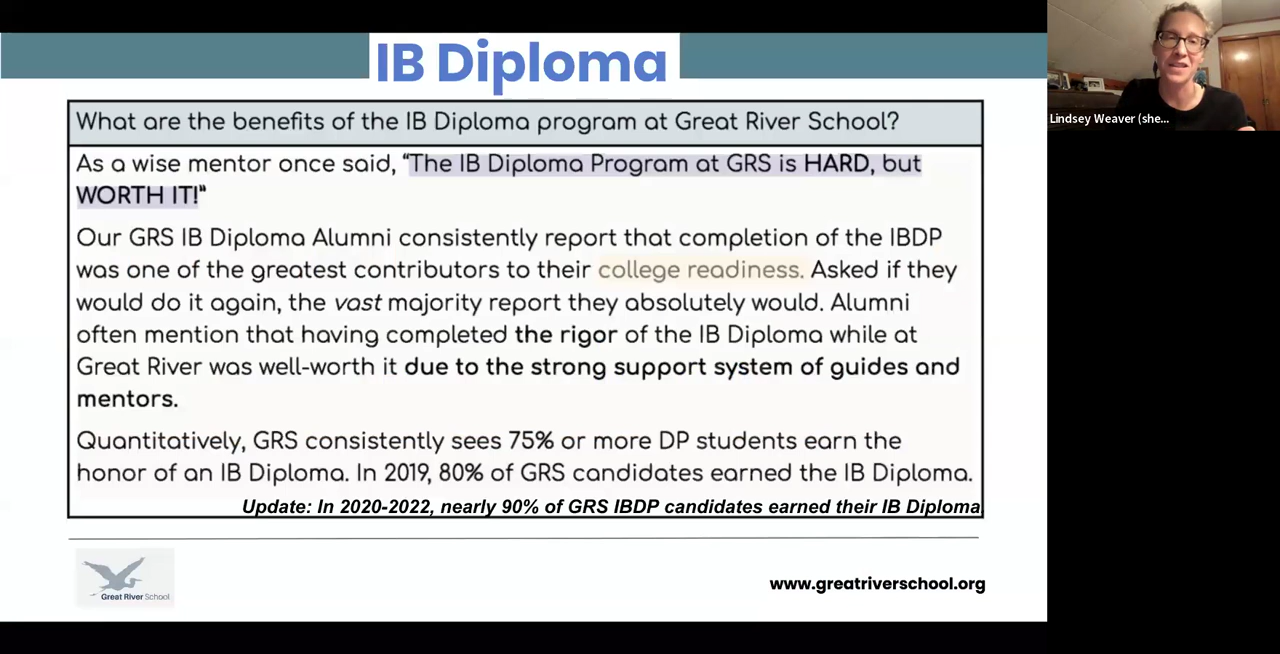 IB Diploma
What are the benefits of the IB Diploma program at Great River School?
As a wise mentor once said, “The IB Diploma Program at GRS is HARD, but
WORTH IT!”
Our GRS IB Diploma Alumni consistently report that completion of the IBDP
was one of the greatest contributors to their college readiness. Asked if they
would do it again, the vast majority report they absolutely would. Alumni
often mention that having completed the rigor of the IB Diploma while at
Great River was well-worth it due to the strong support system of guides and
mentors.
Quantitatively, GRS consistently sees 75% or more DP students earn the
honor of an IB Diploma. In 2019, 80% of GRS candidates earned the IB Diploma.
Update: In 2020-2022, nearly 90% of GRS IBDP candidates earned their IB Diploma.
Great River School
www.greatriverschool.org
Lindsey Weaver (she...